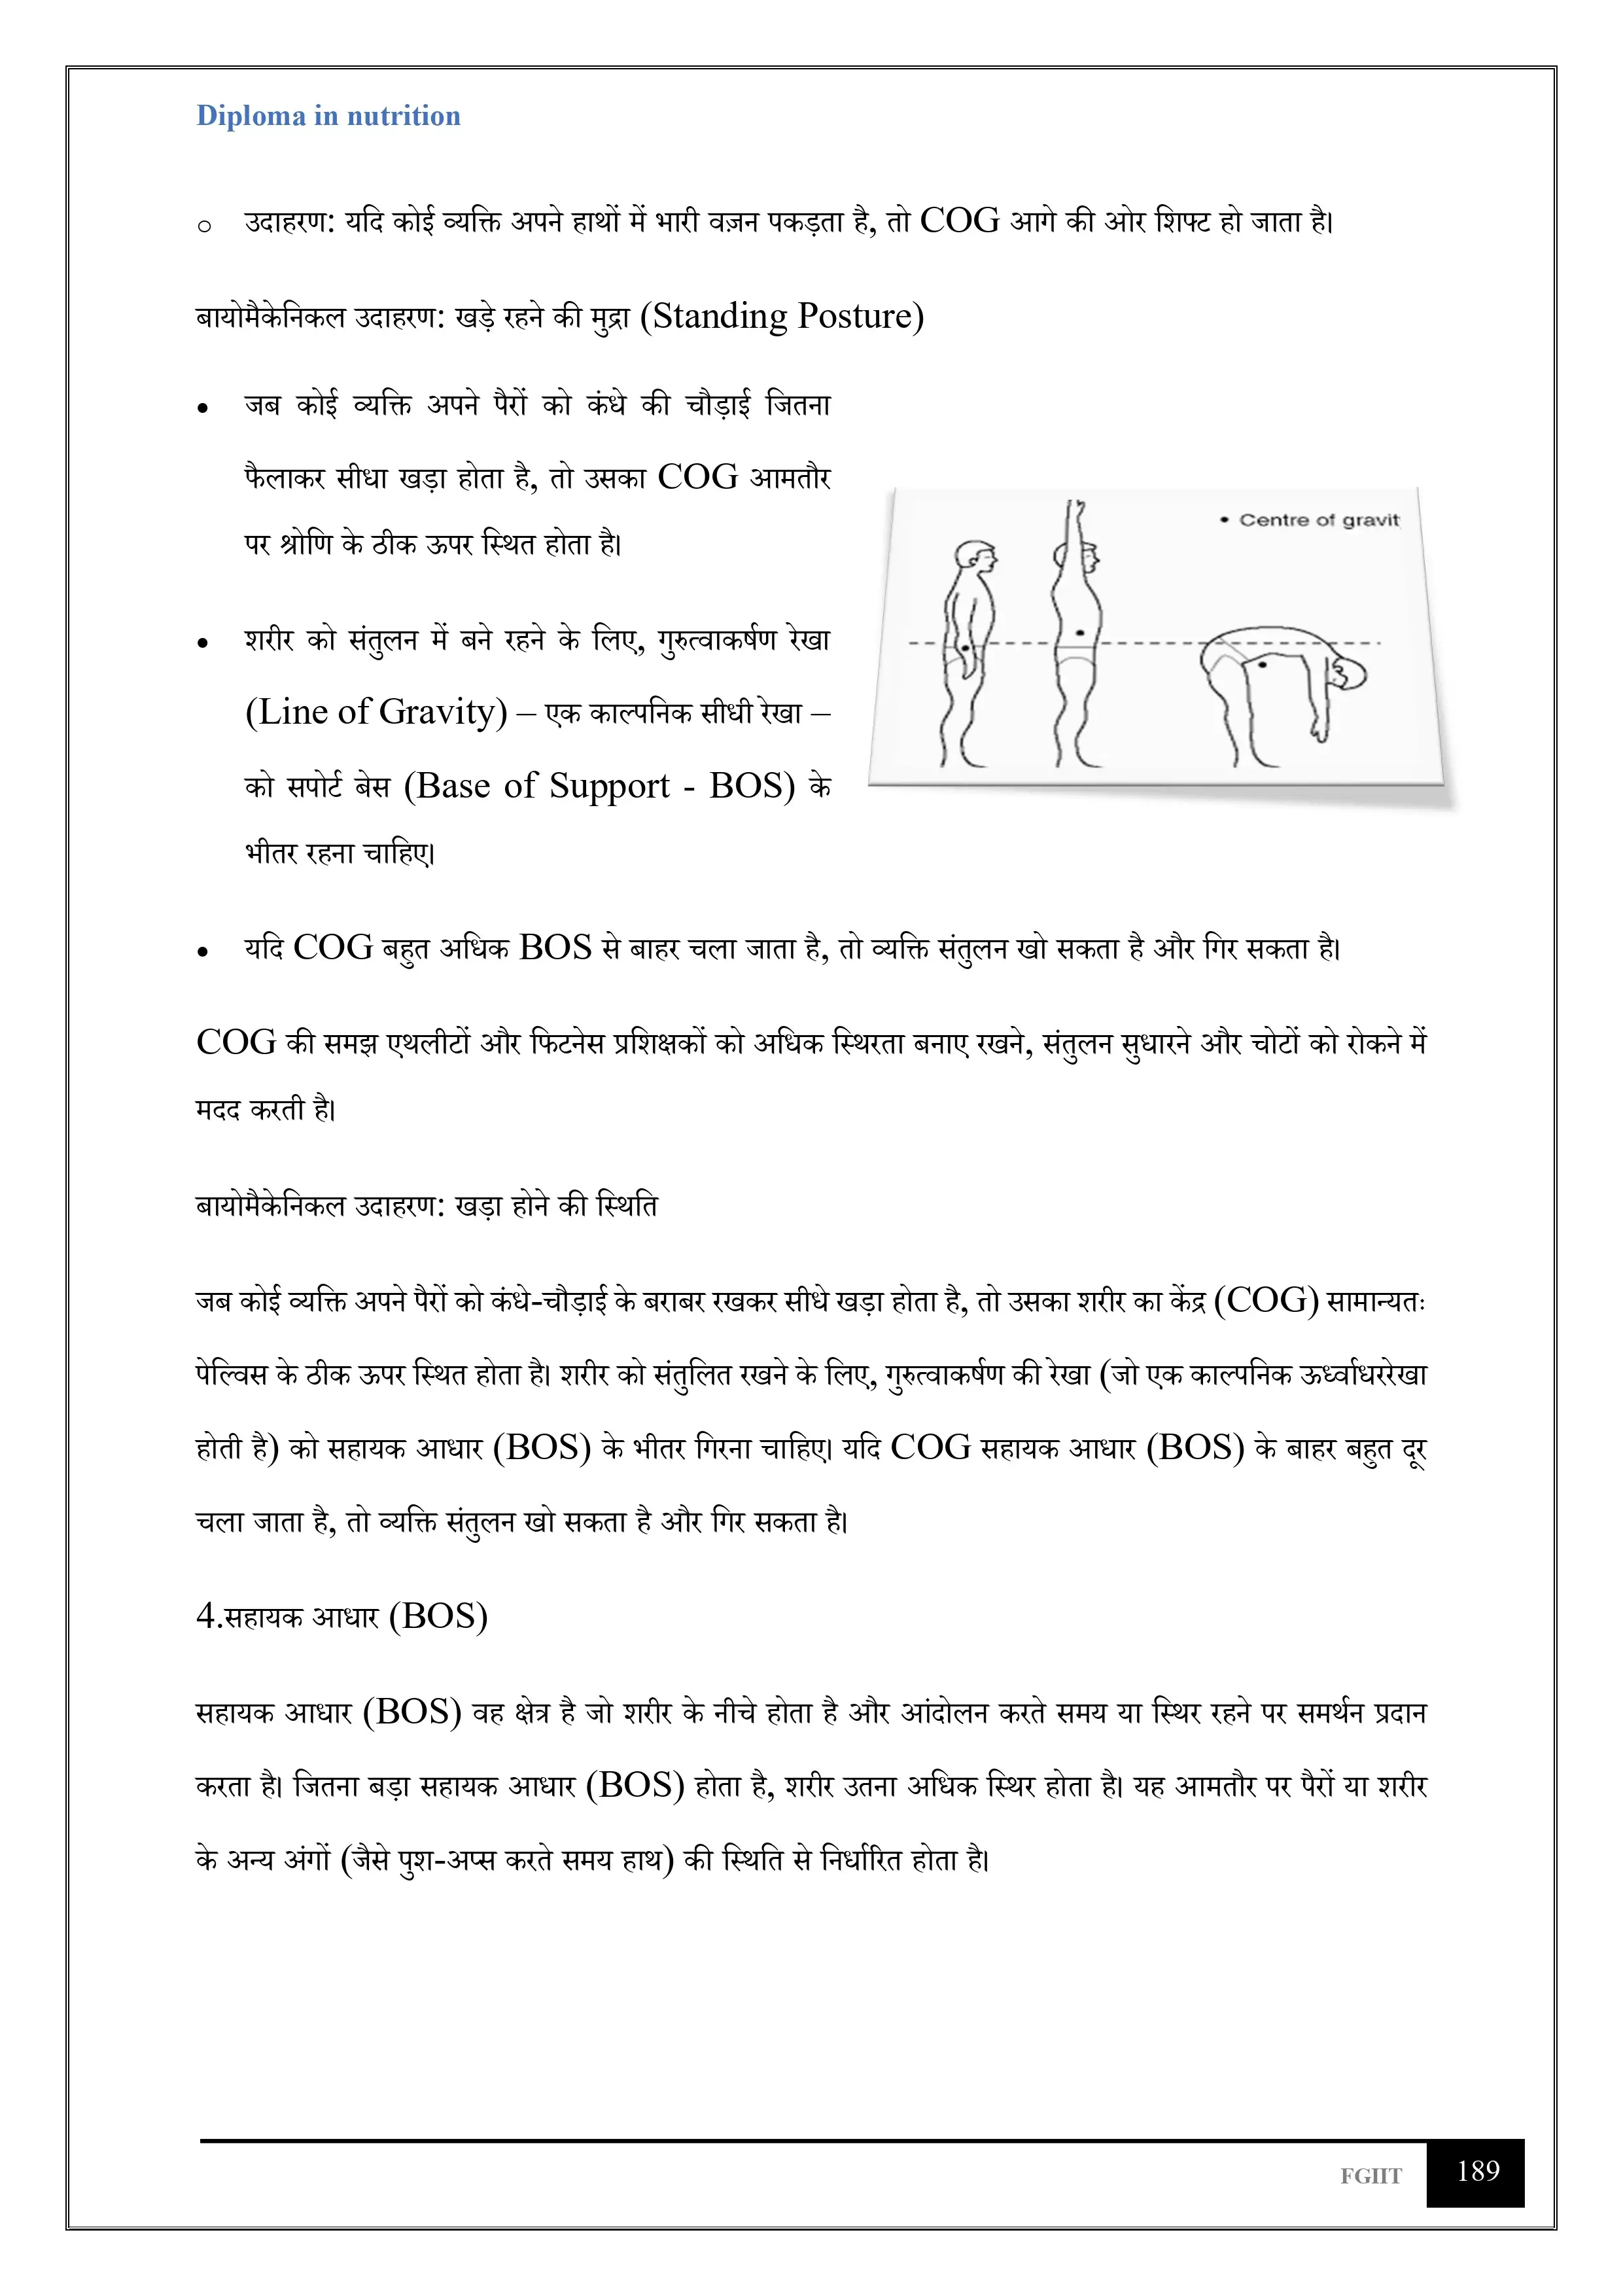 Diploma in nutrition
o उदाहरण: यदि कोई व्यक्ति अपने हाथों में भारी वज़न पकड़ता है, तो COG आगे की ओर शिफ्ट हो जाता है।
बायोमैकेनिकल उदाहरण: खड़े रहने की मुद्रा (Standing Posture)
• जब कोई व्यक्ति अपने पैरों को कंधे की चौड़ाई जितना
फैलाकर सीधा खड़ा होता है, तो उसका COG आमतौर
पर श्रोणि के ठीक ऊपर स्थित होता है।
• शरीर को संतुलन में बने रहने के लिए, गुरुत्वाकर्षण रेखा
(Line of Gravity) – एक काल्पनिक सीधी रेखा –
को सपोर्ट बेस (Base of Support - BOS) के
भीतर रहना चाहिए।
• Centre of gravit
• यदि COG बहुत अधिक BOS से बाहर चला जाता है, तो व्यक्ति संतुलन खो सकता है और गिर सकता है।
COG की समझ एथलीटों और फिटनेस प्रशिक्षकों को अधिक स्थिरता बनाए रखने, संतुलन सुधारने और चोटों को रोकने में
मदद करती है।
बायोमैकेनिकल उदाहरण: खड़ा होने की स्थिति
जब कोई व्यक्ति अपने पैरों को कंधे-चौड़ाई के बराबर रखकर सीधे खड़ा होता है, तो उसका शरीर का केंद्र (COG) सामान्यतः
पेल्विस के ठीक ऊपर स्थित होता है। शरीर को संतुलित रखने के लिए, गुरुत्वाकर्षण की रेखा (जो एक काल्पनिक ऊर्ध्वाधररेखा
होती है) को सहायक आधार (BOS) के भीतर गिरना चाहिए। यदि COG सहायक आधार (BOS) के बाहर बहुत दूर
चला जाता है, तो व्यक्ति संतुलन खो सकता है और गिर सकता है।
4.सहायक आधार (BOS)
सहायक आधार (BOS) वह क्षेत्र है जो शरीर के नीचे होता है और आंदोलन करते समय या स्थिर रहने पर समर्थन प्रदान
करता है। जितना बड़ा सहायक आधार (BOS) होता है, शरीर उतना अधिक स्थिर होता है। यह आमतौर पर पैरों या शरीर
के अन्य अंगों (जैसे पुश-अप्स करते समय हाथ) की स्थिति से निर्धारित होता है।
FGIIT 189